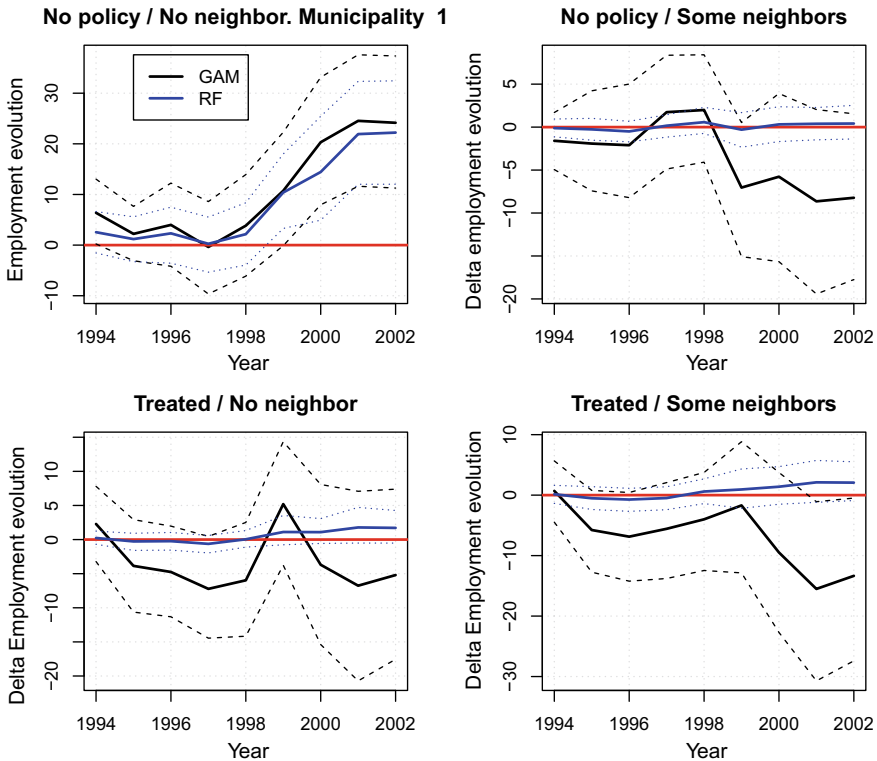 No policy / No neighbor. Municipality 1
Employment evolution
30
20
10
0
−10
GAM
RF
1994 1996 1998 2000 2002
Year
No policy / Some neighbors
Delta employment evolution
5
0
−5
−10
−20
1994 1996 1998 2000 2002
Year
Treated / No neighbor
Delta Employment evolution
10
5
0
−10
−20
1994 1996 1998 2000 2002
Year
Treated / Some neighbors
Delta Employment evolution
10
0
−10
−20
−30
1994 1996 1998 2000 2002
Year